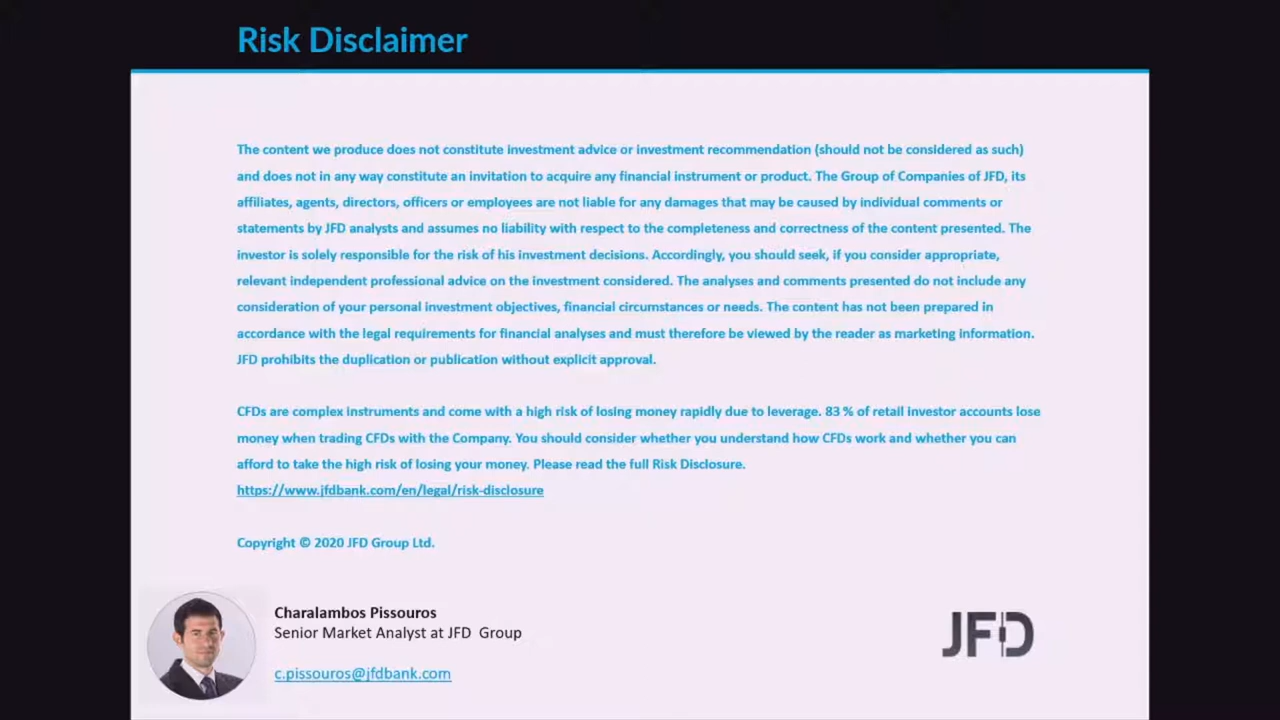 Risk Disclaimer
The content we produce does not constitute investment advice or investment recommendation (should not be considered as such)
and does not in any way constitute an invitation to acquire any financial instrument or product. The Group of Companies of JFD, its
affiliates, agents, directors, officers or employees are not liable for any damages that may be caused by individual comments or
statements by JFD analysts and assumes no liability with respect to the completeness and correctness of the content presented. The
investor is solely responsible for the risk of his investment decisions. Accordingly, you should seek, if you consider appropriate,
relevant independent professional advice on the investment considered. The analyses and comments presented do not include any
consideration of your personal investment objectives, financial circumstances or needs. The content has not been prepared in
accordance with the legal requirements for financial analyses and must therefore be viewed by the reader as marketing information.
JFD prohibits the duplication or publication without explicit approval.
CFDs are complex instruments and come with a high risk of losing money rapidly due to leverage. 83 % of retail investor accounts lose
money when trading CFDs with the Company. You should consider whether you understand how CFDs work and whether you can
afford to take the high risk of losing your money. Please read the full Risk Disclosure.
https://www.jfdbank.com/en/legal/risk-disclosure
Copyright © 2020 JFD Group Ltd.
Charalambos Pissouros
Senior Market Analyst at JFD Group
c.pissouros@jfdbank.com
JFD